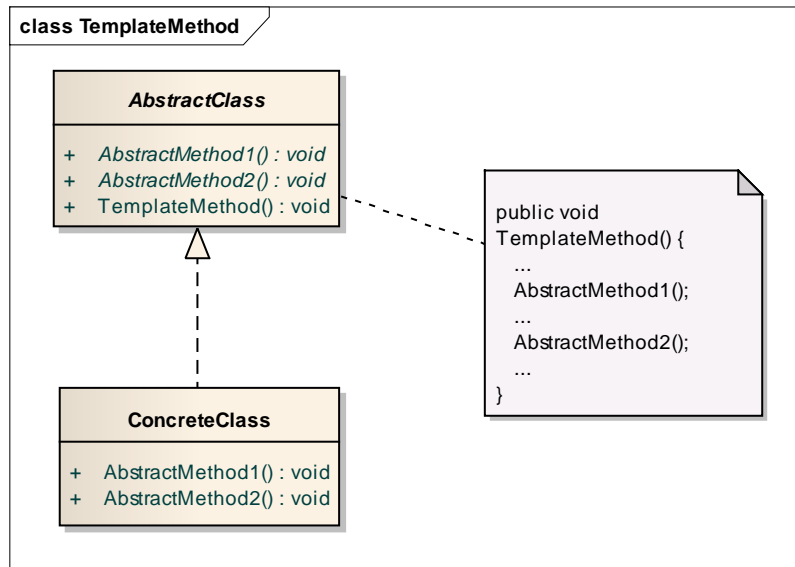 class TemplateMethod
AbstractClass
+ AbstractMethod1() : void
+ AbstractMethod2() : void
+ TemplateMethod() : void
public void
TemplateMethod() {
...
AbstractMethod1();
...
AbstractMethod2();
...
}
ConcreteClass
+ AbstractMethod1() : void
+ AbstractMethod2() : void